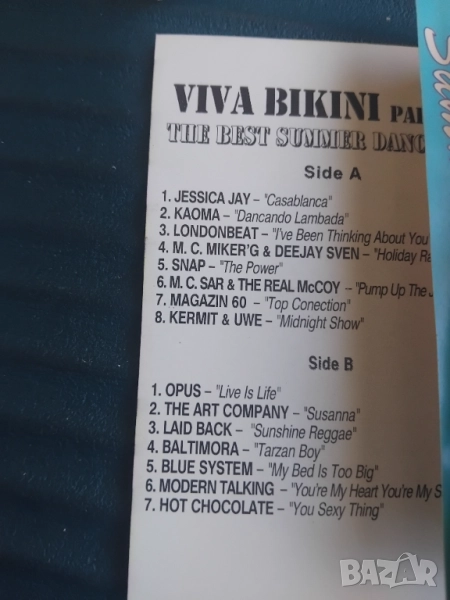 VIVA BIKINI
THE BEST SUMMER
Side A
1. JESSICA JAY – "Casablanca"
2. KAOMA – "Dancando Lambada"
3. LONDONBEAT – "I've Been Thinking About You"
4. M. C. MIKER'G & DEEJAY SVEN – "Holiday
5. SNAP – "The Power"
6. M. C. SAR & THE REAL McCOY – "Pump Up The
7. MAGAZIN 60 – "Top Conection"
8. KERMIT & UWE – "Midnight Show"
Side B
1. OPUS – "Live Is Life"
2. THE ART COMPANY – "Susanna"
3. LAID BACK – "Sunshine Reggae"
4. BALTIMORA – "Tarzan Boy"
5. BLUE SYSTEM – "My Bed Is Too Big"
6. MODERN TALKING – "You're My Heart You're My
7. HOT CHOCOLATE – "You Sexy Thing"
BAZAR